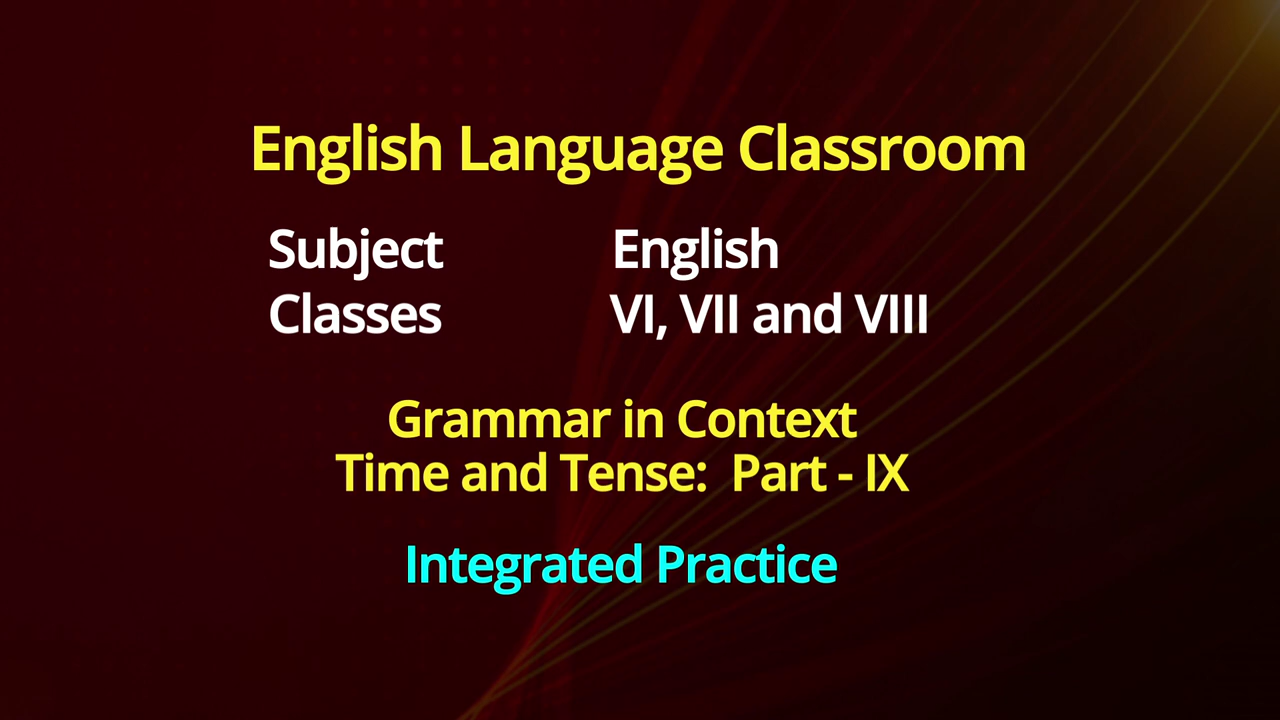 English Language Classroom
Subject English
Classes VI, VII and VIII
Grammar in Context
Time and Tense: Part - IX
Integrated Practice